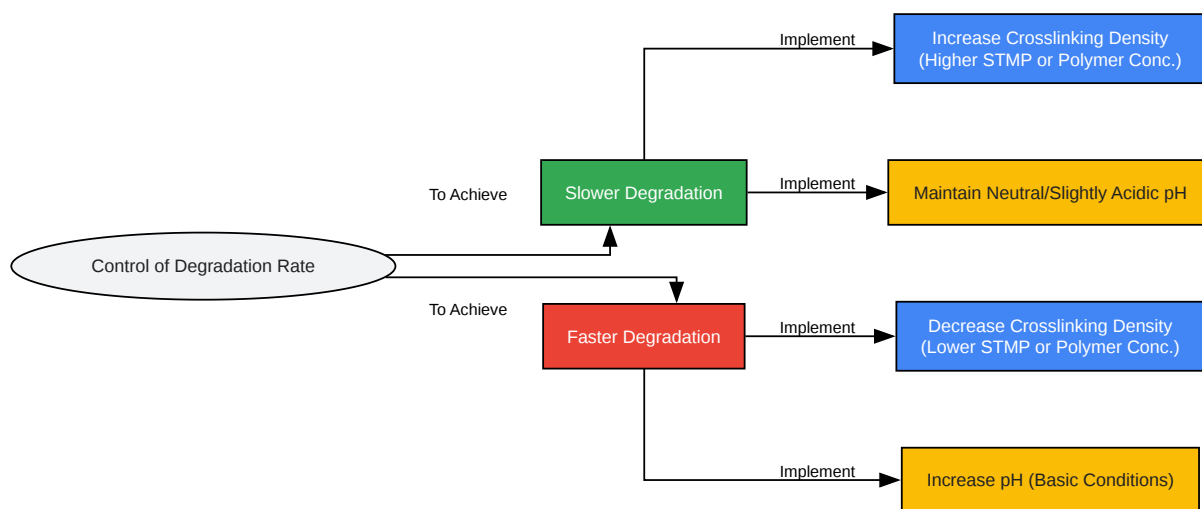 Implement
Increase Crosslinking Density
(Higher STMP or Polymer Conc.)
To Achieve
Slower Degradation
Implement
Maintain Neutral/Slightly Acidic pH
Control of Degradation Rate
To Achieve
Faster Degradation
Implement
Decrease Crosslinking Density
(Lower STMP or Polymer Conc.)
Implement
Increase pH (Basic Conditions)